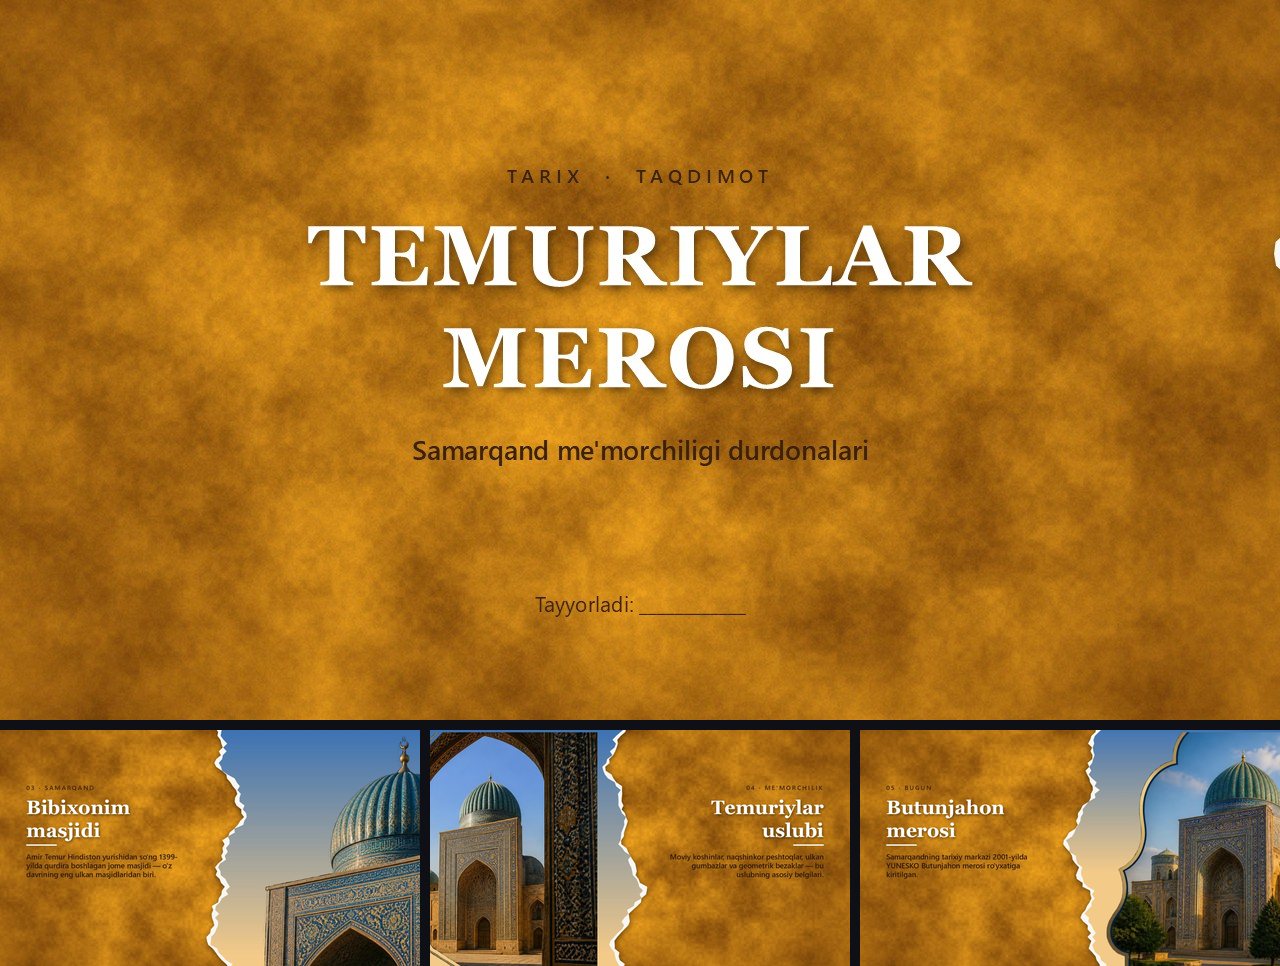 TARIX · TAQDIMOT
TEMURIYLAR
MEROSI
Samarqand me'morchiligi durdonalari
Tayyorladi: ___________
03 · SAMARQAND
Bibixonim
masjidi
Amir Temur Hindiston yurishidan so'ng 1399-
yilda qurdira boshlagan jome masjidi — o'z
davrining eng ulkan masjidlaridan biri.
04 · ME'MORCHILIK
Temuriylar
uslubi
Moviy koshinlar, naqshinkor peshtoqlar, ulkan
gumbazlar va geometrik bezaklar — bu
uslubning asosiy belgilari.
05 · BUGUN
Butunjahon
merosi
Samarqandning tarixiy markazi 2001-yilda
YUNESKO Butunjahon merosi ro'yxatiga
kiritilgan.